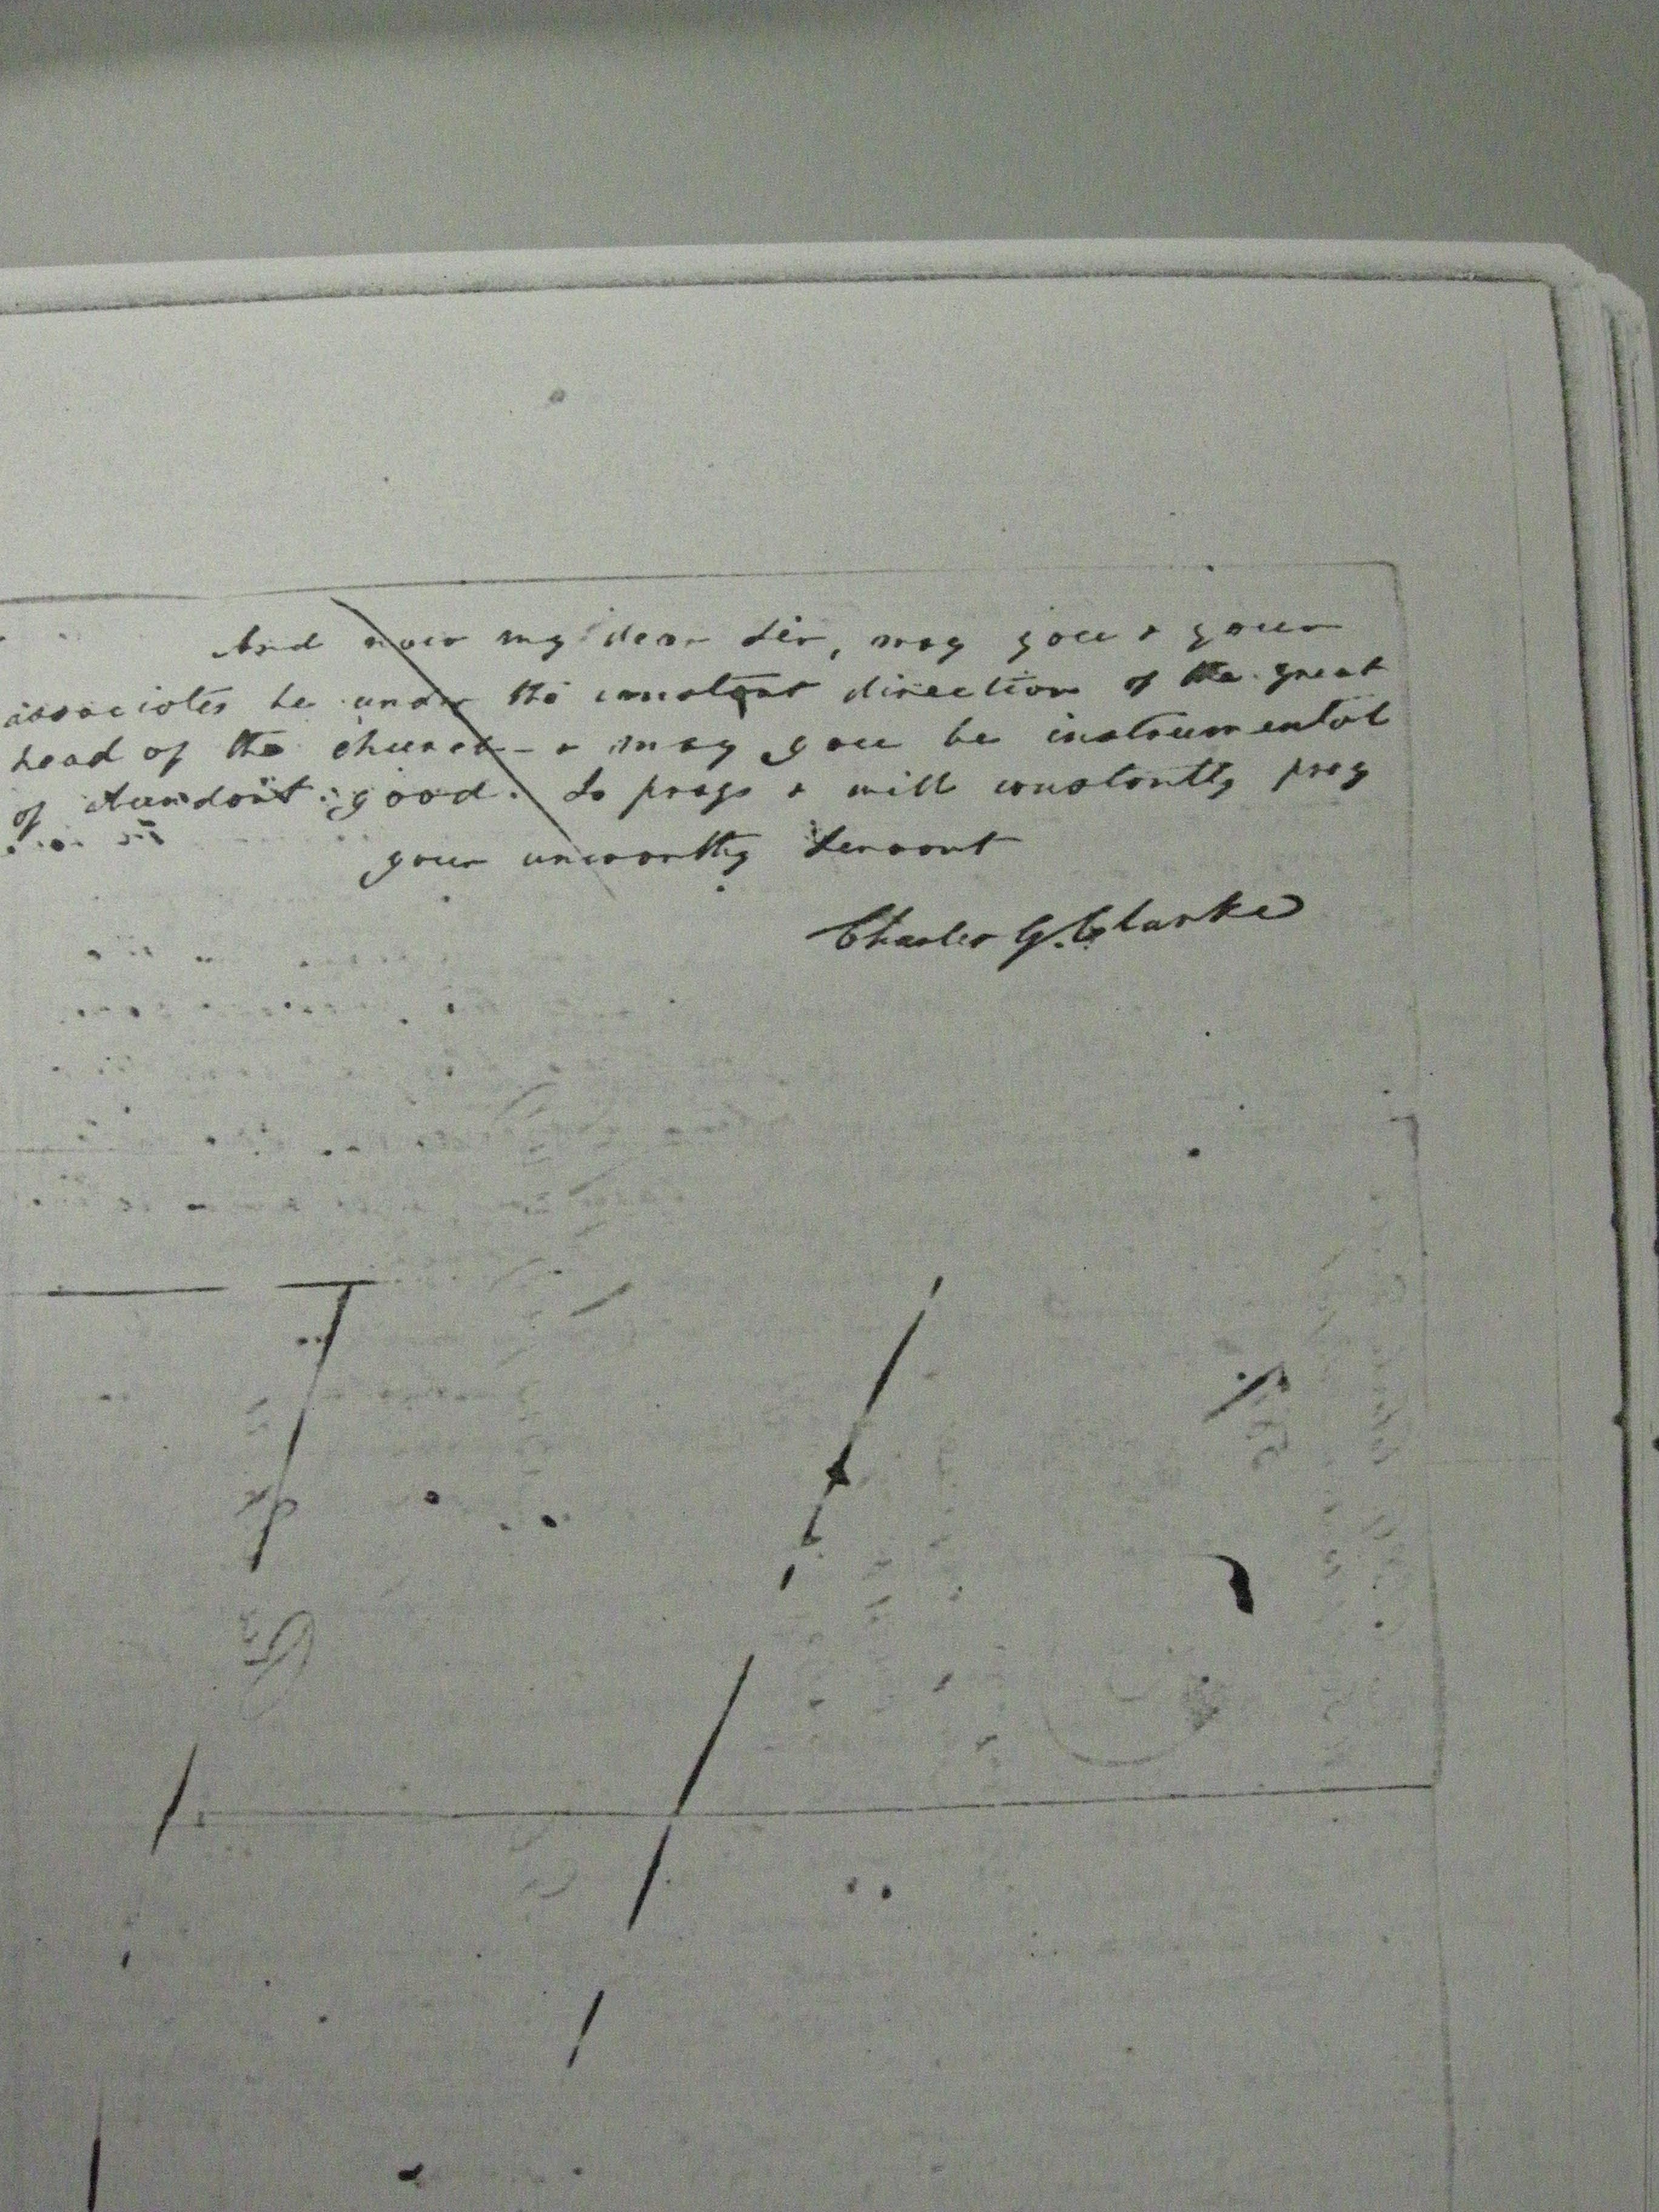 And now my dear Sir, may you & your
associates be under the constant direction of the great
head of the church - & may you be instrumental
of abundant good. So prays & will constantly pray
your unworthy Servant
Charles G. Clarke